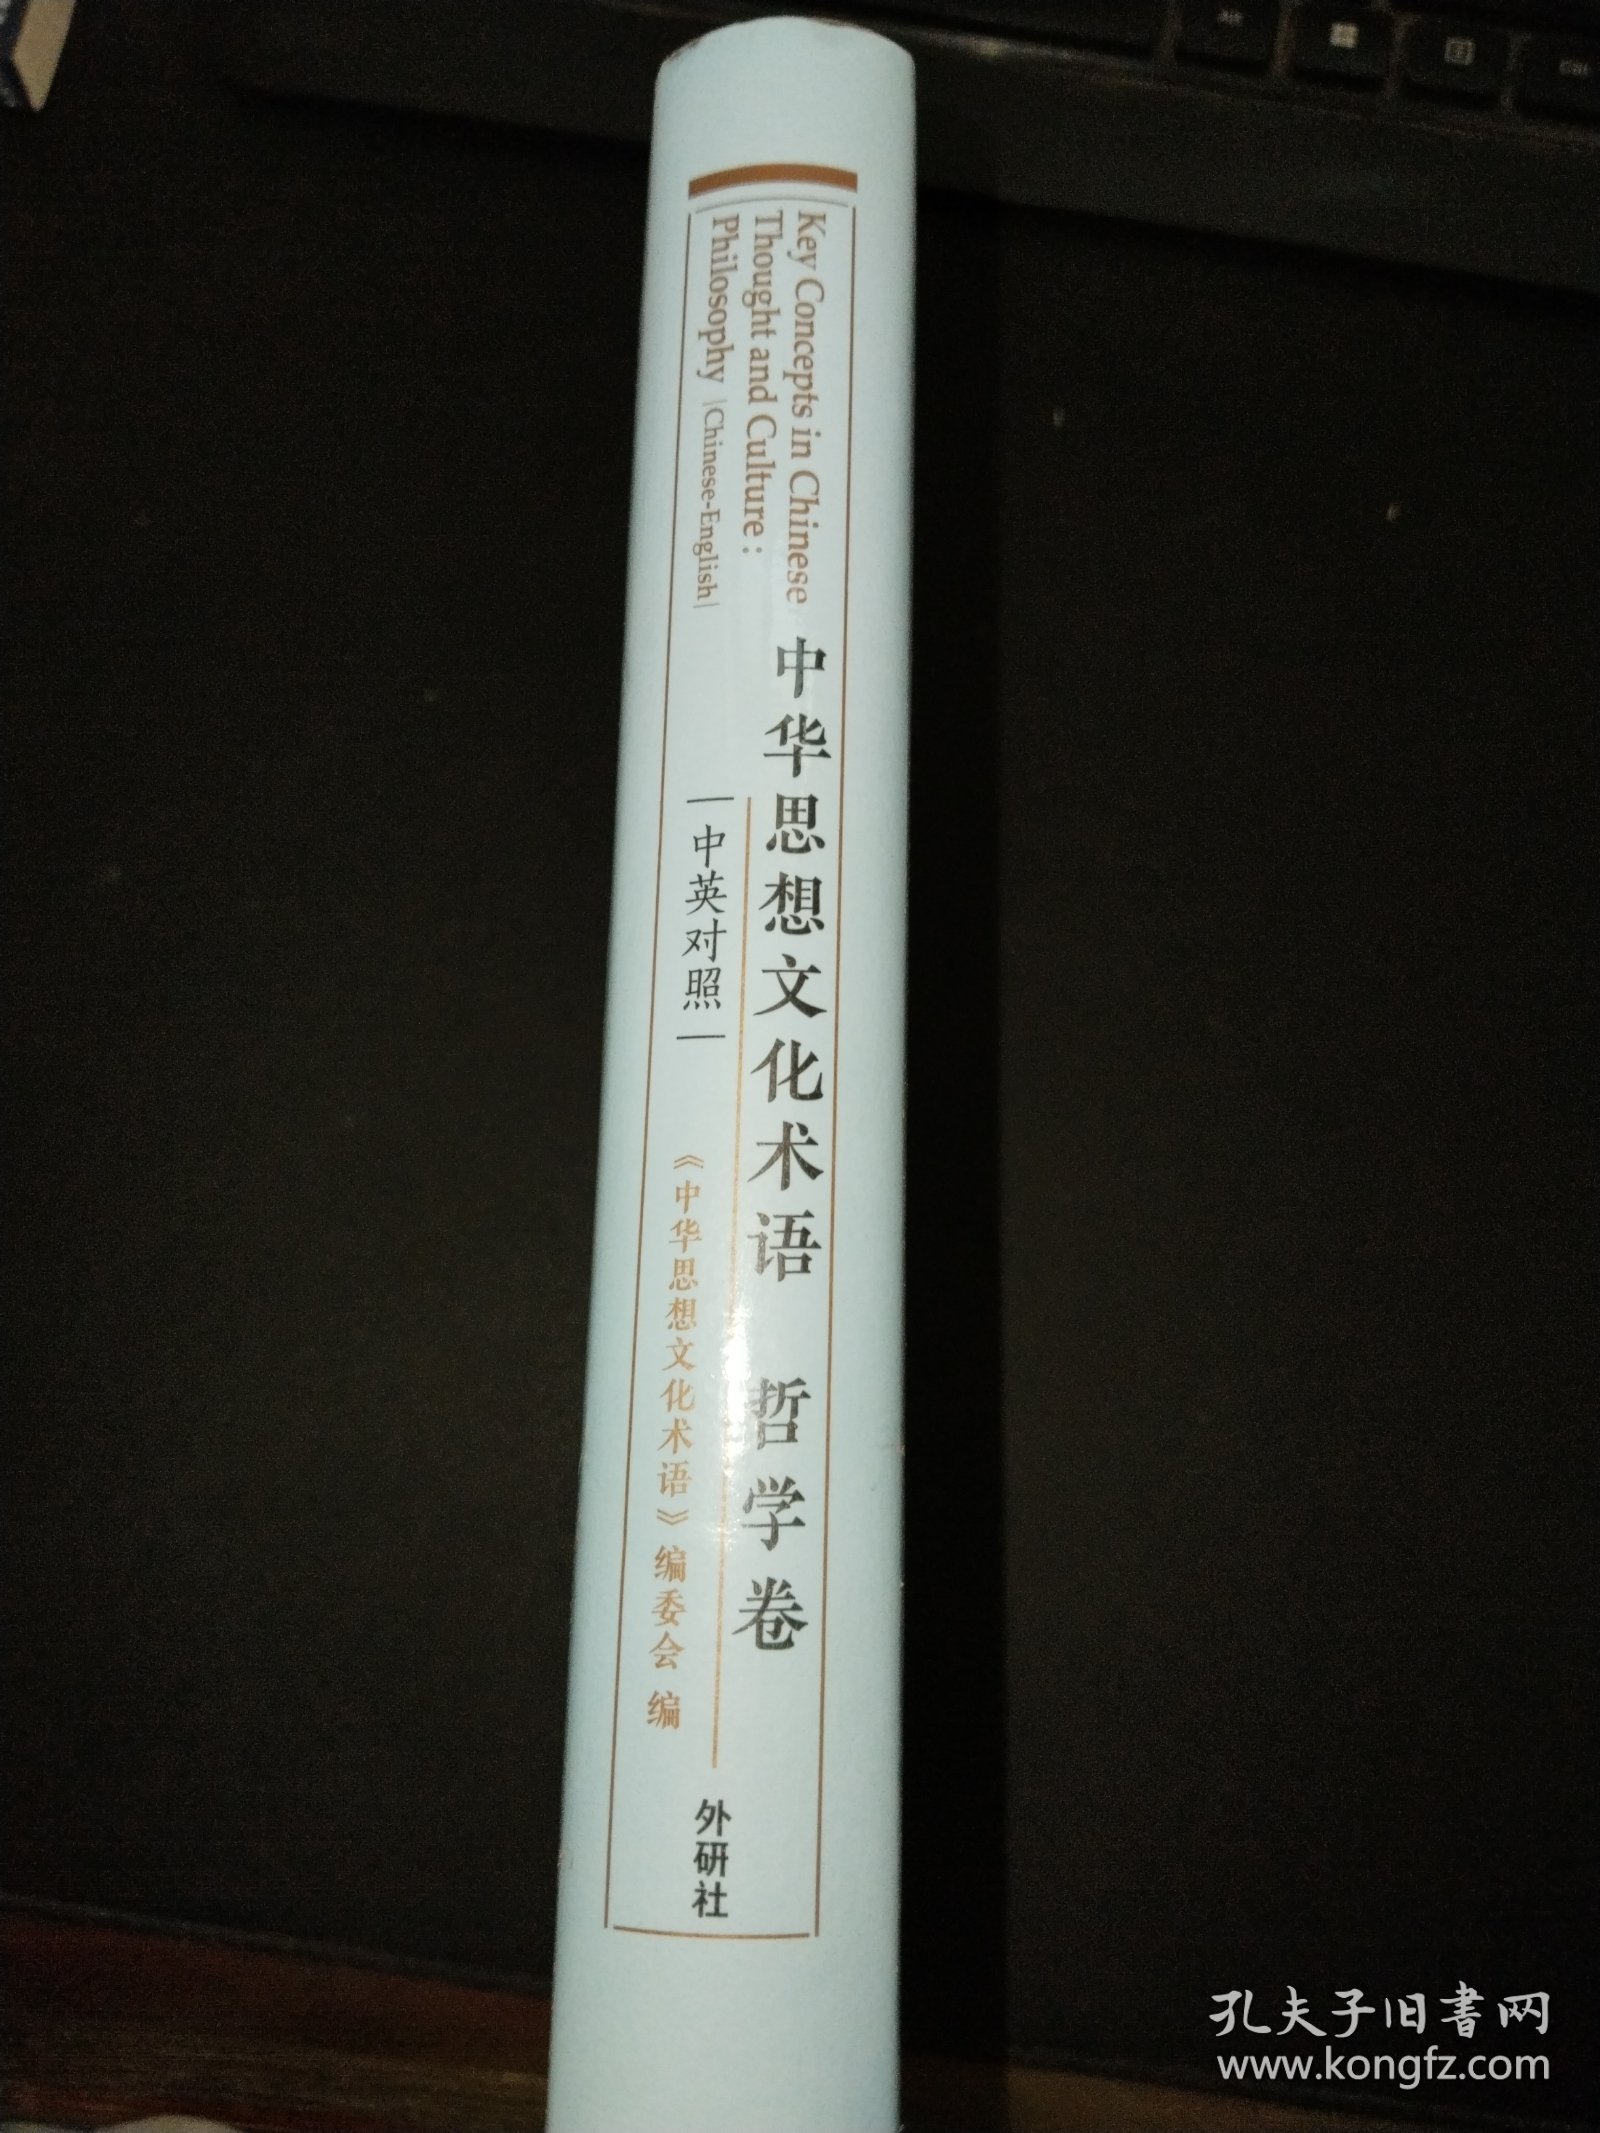 Key Concepts in Chinese
Thought and Culture:
Philosophy |Chinese-English|
中华思想文化术语 哲学卷
|中英对照|
《中华思想文化术语》编委会 编
外研社
孔夫子旧书网
www.kongfz.com